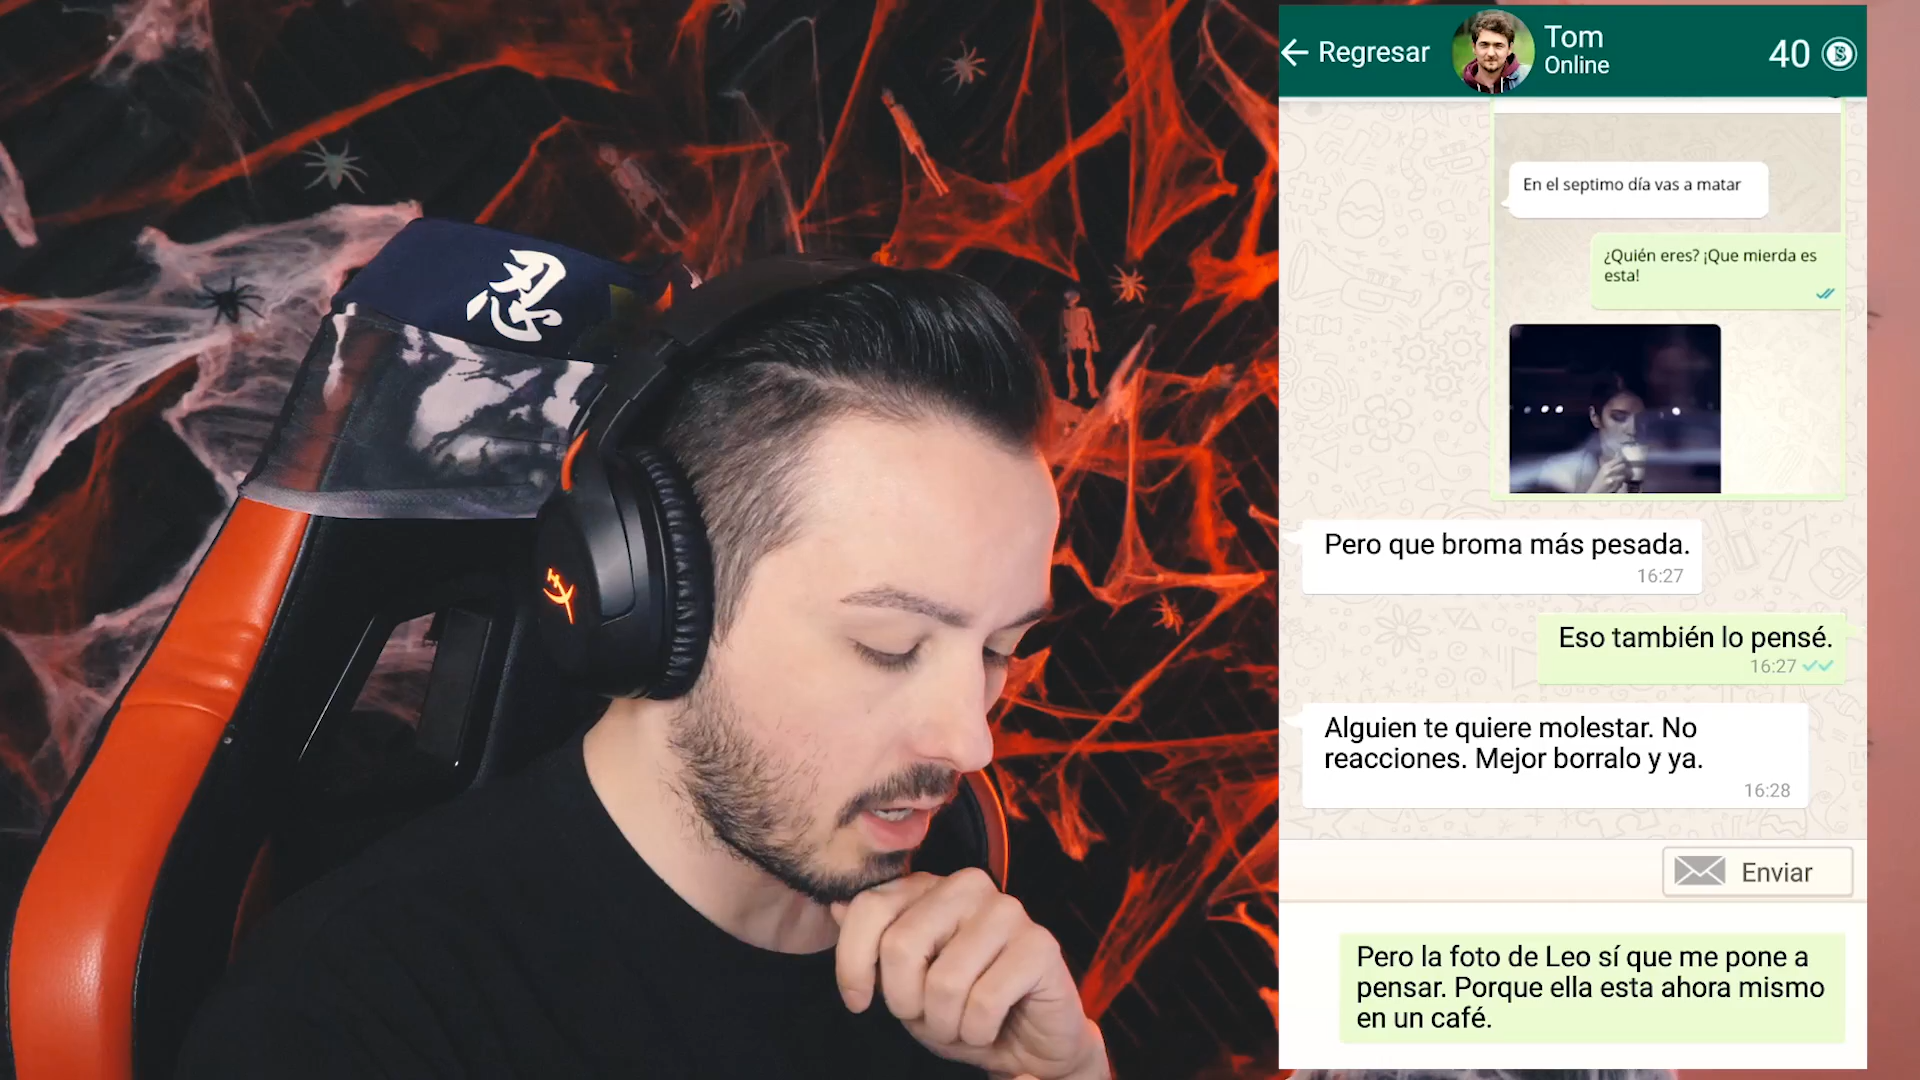 忍
Regresar
Tom
Online
40
En el septimo día vas a matar
¿Quién eres? ¡Que mierda es
esta!
Pero que broma más pesada.
16:27
Eso también lo pensé.
16:27
Alguien te quiere molestar. No
reacciones. Mejor borralo y ya.
16:28
Enviar
Pero la foto de Leo sí que me pone a
pensar. Porque ella esta ahora mismo
en un café.